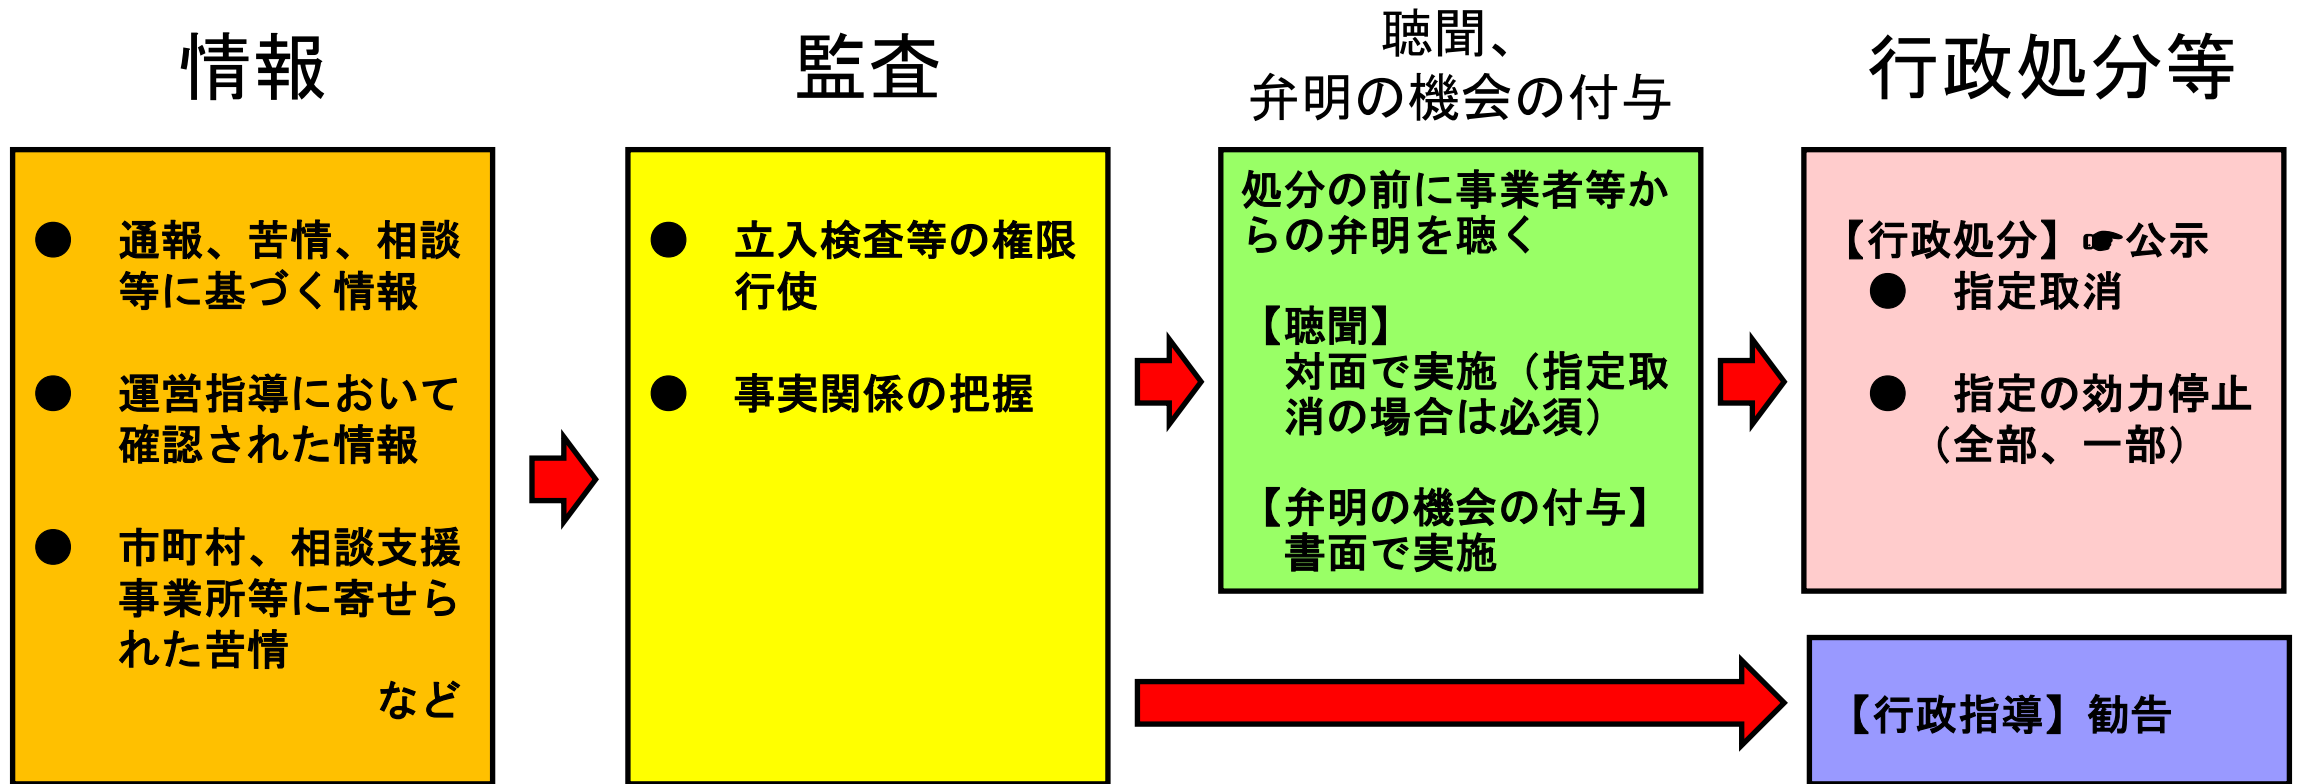 情報
● 通報、苦情、相談
等に基づく情報
● 運営指導において
確認された情報
● 市町村、相談支援
事業所等に寄せら
れた苦情
など
監査
● 立入検査等の権限
行使
● 事実関係の把握
聴聞、
弁明の機会の付与
処分の前に事業者等か
らの弁明を聴く
【聴聞】
対面で実施（指定取
消の場合は必須）
【弁明の機会の付与】
書面で実施
行政処分等
【行政処分】☛公示
● 指定取消
● 指定の効力停止
（全部、一部）
【行政指導】勧告